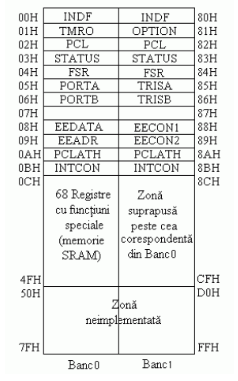 00H INDF INDF 80H
01H TMRO OPTION 81H
02H PCL PCL 82H
03H STATUS STATUS 83H
04H FSR FSR 84H
05H PORTA TRISA 85H
06H PORTB TRISB 86H
07H 87H
08H EEDATA EECON1 88H
09H EEADR EECON2 89H
0AH PCLATH PCLATH 8AH
0BH INTCON INTCON 8BH
0CH 8CH
68 Registre
cu funcțiuni
speciale
(memorie
SRAM)
Zonă
suprapusă
peste cea
corespondentă
din Banc0
4FH CFH
50H D0H
Zonă
neimplementată
7FH FFH
Banc0 Banc1